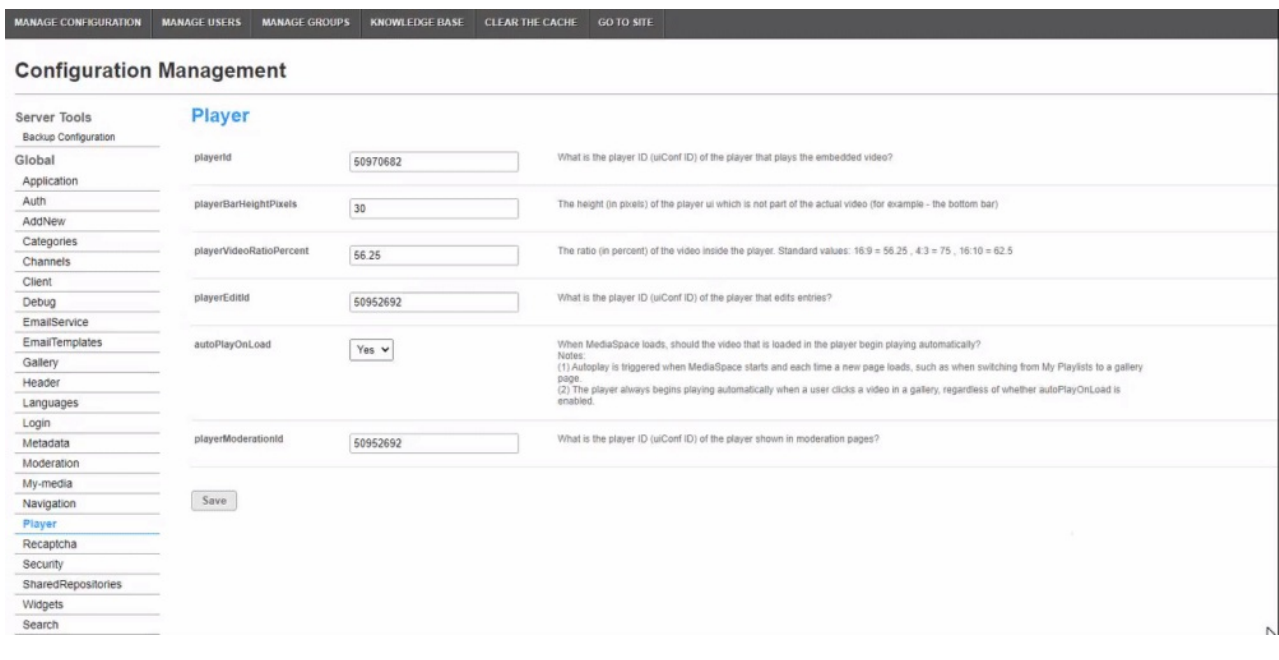 MANAGE CONFIGURATION MANAGE USERS MANAGE GROUPS KNOWLEDGE BASE CLEAR THE CACHE GO TO SITE
Configuration Management
Server Tools
Backup Configuration
Global
Application
Auth
AddNew
Categories
Channels
Client
Debug
EmailService
EmailTemplates
Gallery
Header
Languages
Login
Metadata
Moderation
My-media
Navigation
Player
Recaptcha
Security
SharedRepositories
Widgets
Search
Player
playerId 50970682 What is the player ID (uiConf ID) of the player that plays the embedded video?
playerBarHeightPixels 30 The height (in pixels) of the player ui which is not part of the actual video (for example - the bottom bar)
playerVideoRatioPercent 56.25 The ratio (in percent) of the video inside the player. Standard values: 16:9 = 56.25 , 4:3 = 75 , 16:10 = 62.5
playerEditId 50952692 What is the player ID (uiConf ID) of the player that edits entries?
autoPlayOnLoad Yes When MediaSpace loads, should the video that is loaded in the player begin playing automatically?
Notes:
(1) Autoplay is triggered when MediaSpace starts and each time a new page loads, such as when switching from My Playlists to a gallery
page.
(2) The player always begins playing automatically when a user clicks a video in a gallery, regardless of whether autoPlayOnLoad is
enabled.
playerModerationId 50952692 What is the player ID (uiConf ID) of the player shown in moderation pages?
Save